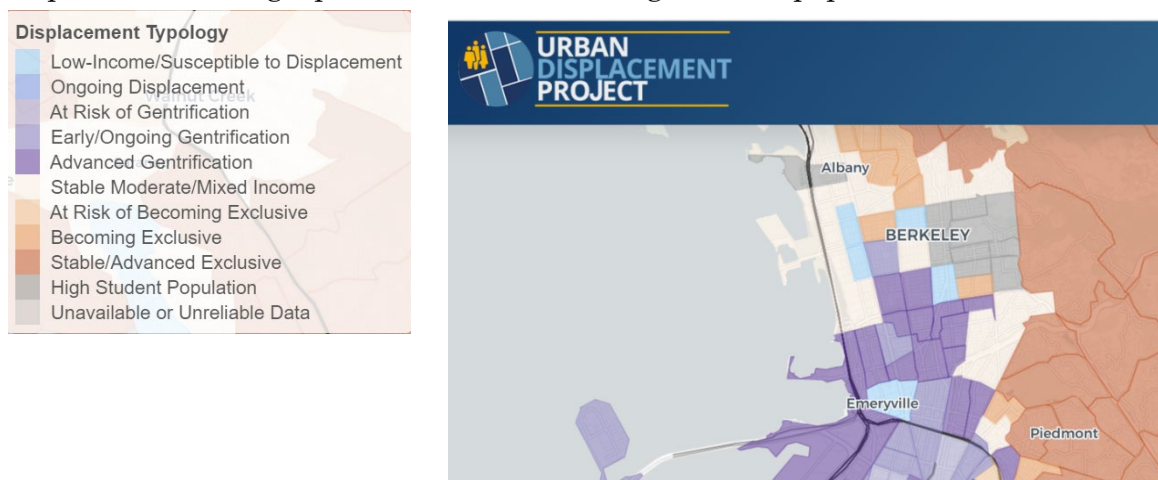 Displacement Typology
Low-Income/Susceptible to Displacement
Ongoing Displacement
Walnut Creek
At Risk of Gentrification
Early/Ongoing Gentrification
Advanced Gentrification
Stable Moderate/Mixed Income
At Risk of Becoming Exclusive
Becoming Exclusive
Stable/Advanced Exclusive
High Student Population
Unavailable or Unreliable Data
URBAN
DISPLACEMENT
PROJECT
Albany
BERKELEY
Emeryville
Piedmont